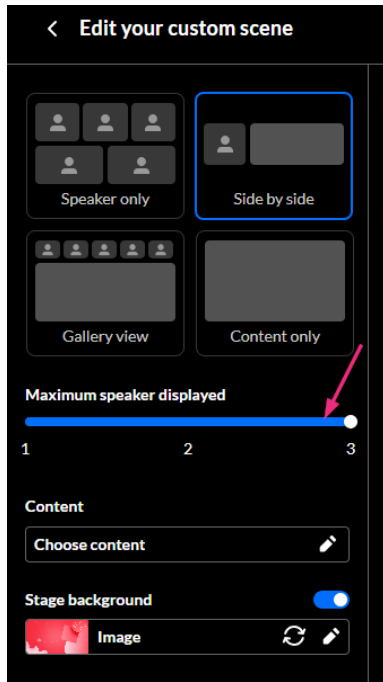 Edit your custom scene
Speaker only
Side by side
Gallery view
Content only
Maximum speaker displayed
1 2 3
Content
Choose content
Stage background
Image